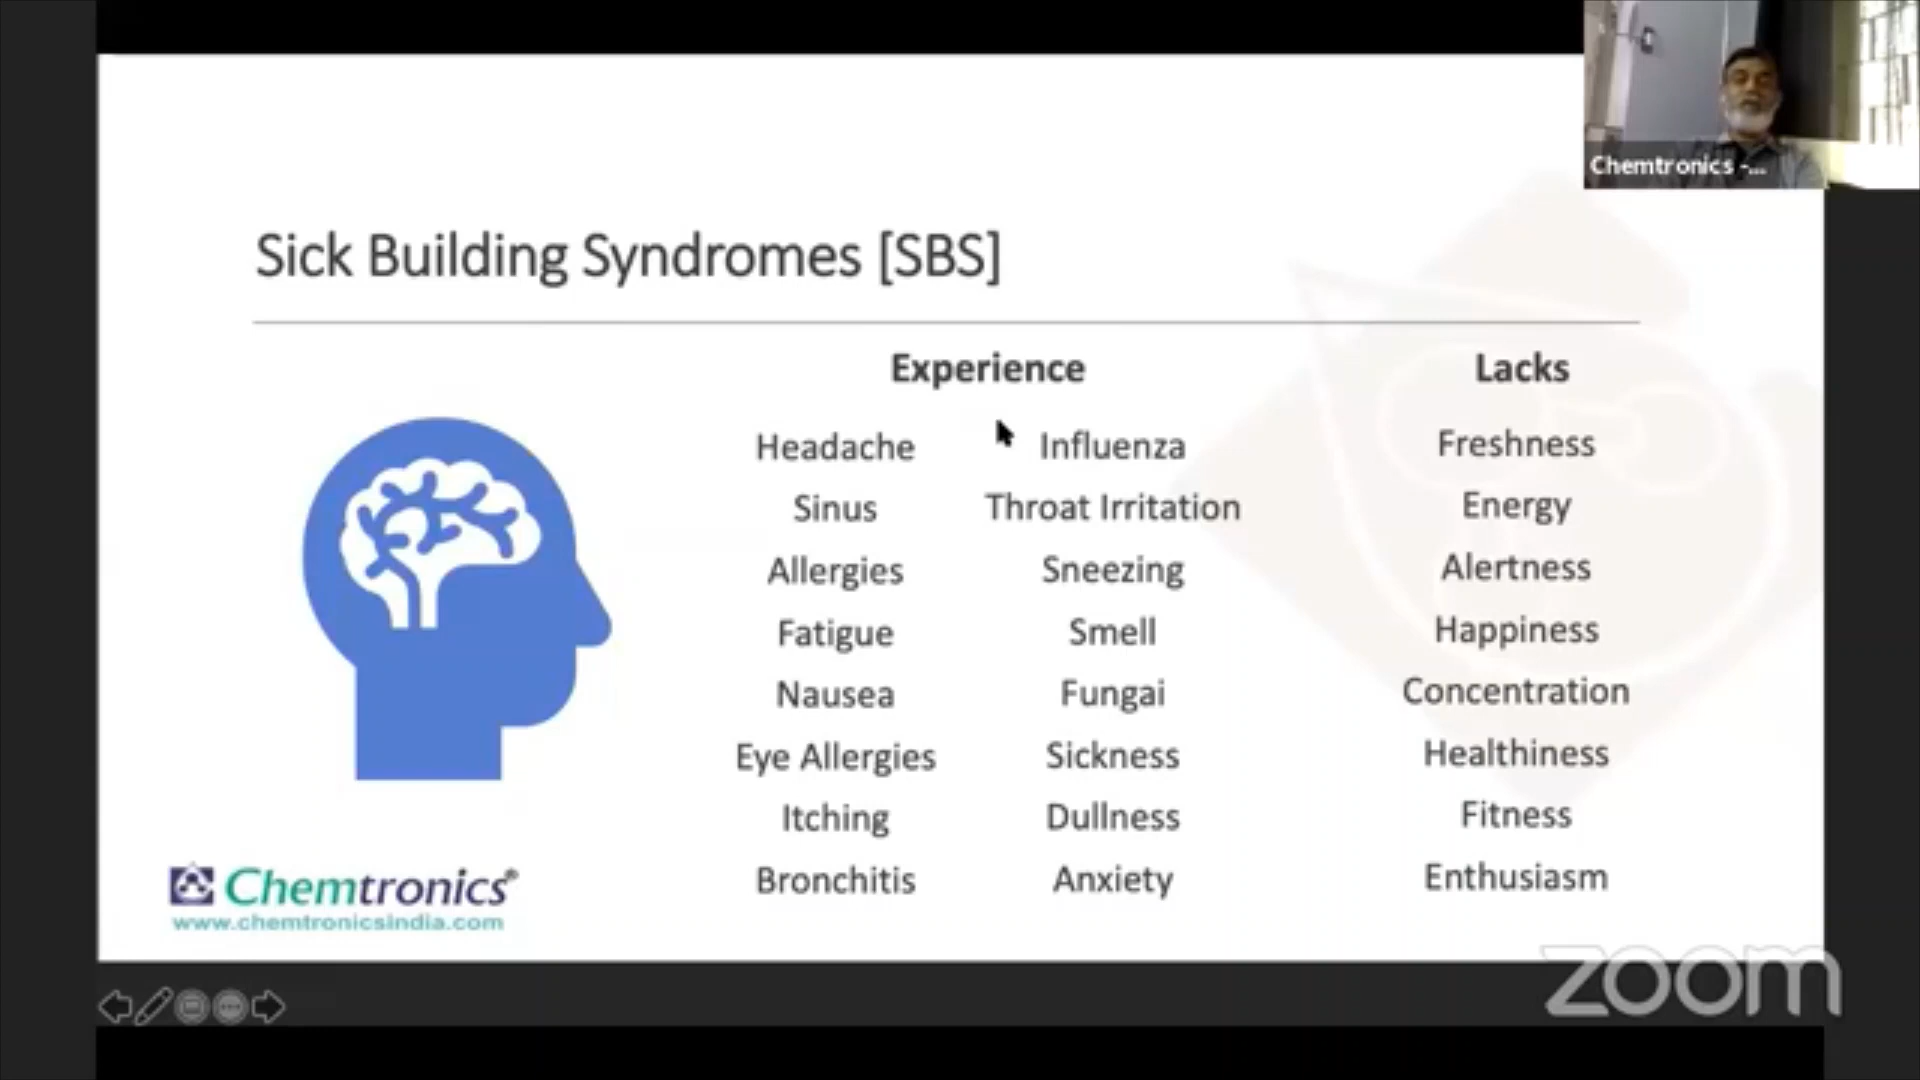 Chemtronics -...
Sick Building Syndromes [SBS]
Experience Lacks
Headache Influenza Freshness
Sinus Throat Irritation Energy
Allergies Sneezing Alertness
Fatigue Smell Happiness
Nausea Fungai Concentration
Eye Allergies Sickness Healthiness
Itching Dullness Fitness
Bronchitis Anxiety Enthusiasm
Chemtronics®
www.chemtronicsindia.com
zoom